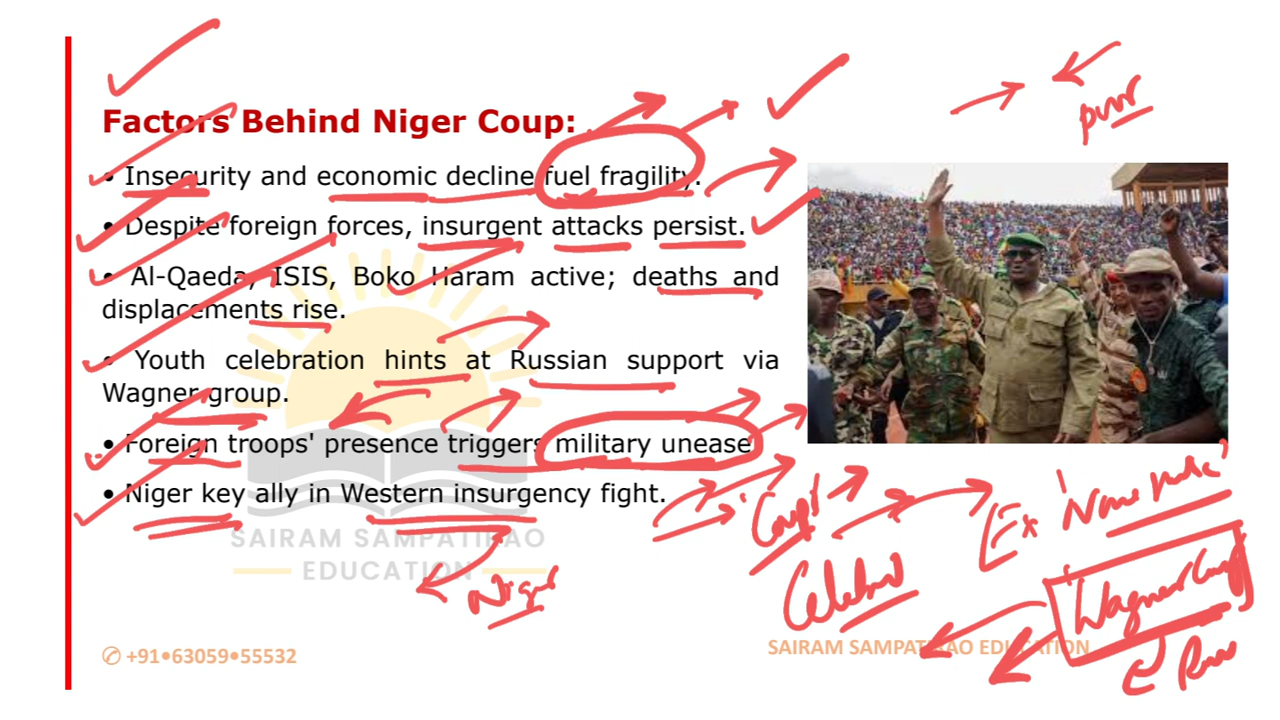 Factors Behind Niger Coup:
• Insecurity and economic decline fuel fragility.
• Despite foreign forces, insurgent attacks persist.
• Al-Qaeda, ISIS, Boko Haram active; deaths and
displacements rise.
• Youth celebration hints at Russian support via
Wagner group.
• Foreign troops' presence triggers military unease
• Niger key ally in Western insurgency fight.
SAIRAM SAMPATIRAO
EDUCATION
Niger
'Coup'
Ex
Wagner
✆ +91•63059•55532
SAIRAM SAMPATIRAO EDUCATION